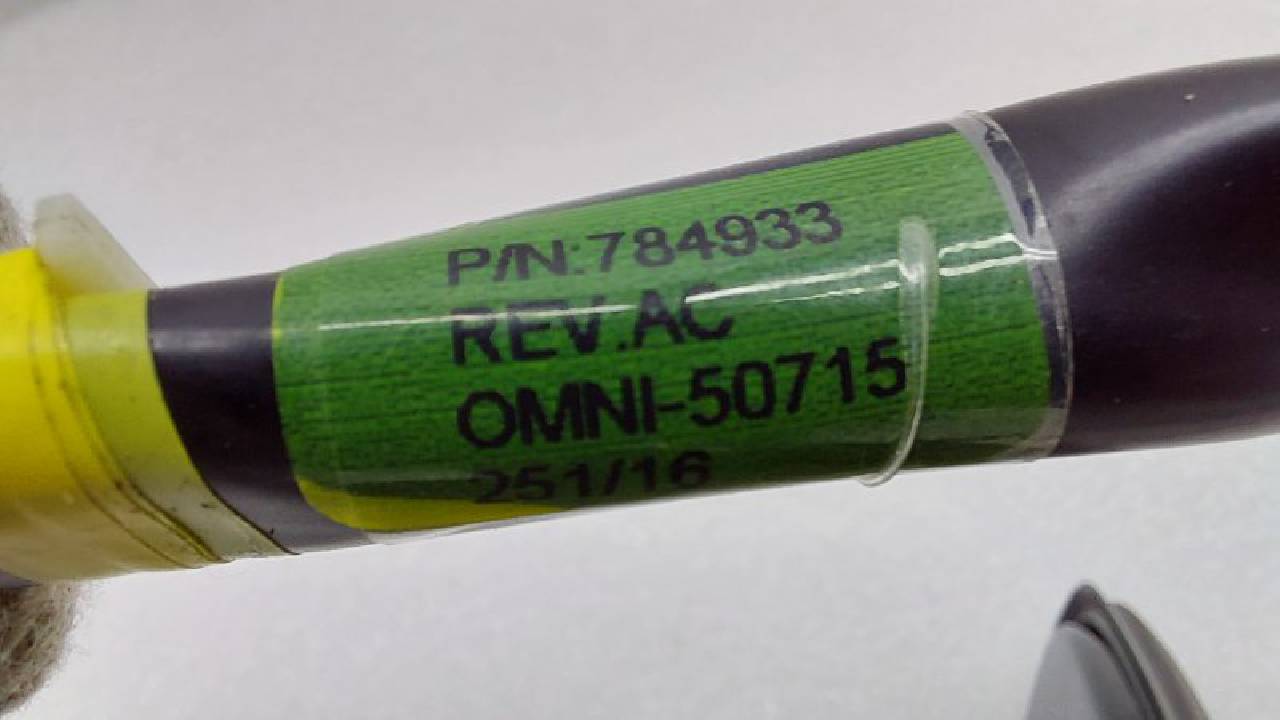 P/N:784933
REV.AC
OMNI-50715
251/16